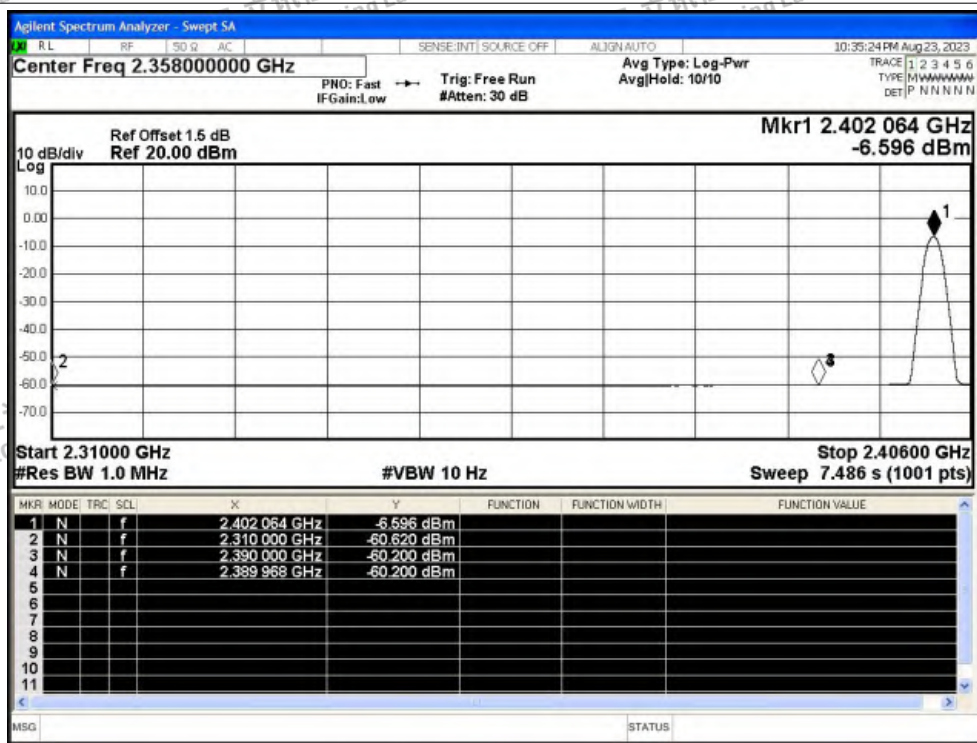 Agilent Spectrum Analyzer - Swept SA
RL RF 50 Ω AC SENSE:INT SOURCE OFF ALIGN AUTO 10:35:24 PM Aug 23, 2023
Center Freq 2.358000000 GHz
PNO: Fast
IFGain:Low
Trig: Free Run
#Atten: 30 dB
Avg Type: Log-Pwr
Avg|Hold: 10/10
TRACE 1 2 3 4 5 6
TYPE M
DET P N N N N N
Mkr1 2.402 064 GHz
-6.596 dBm
Ref Offset 1.5 dB
10 dB/div Ref 20.00 dBm
Log
10.0
0.00
-10.0
-20.0
-30.0
-40.0
-50.0
-60.0
-70.0
1
2
Start 2.31000 GHz Stop 2.40600 GHz
#Res BW 1.0 MHz #VBW 10 Hz Sweep 7.486 s (1001 pts)
MKR MODE TRC SCL X Y FUNCTION FUNCTION WIDTH FUNCTION VALUE
1 N f 2.402 064 GHz -6.596 dBm
2 N f 2.310 000 GHz -60.620 dBm
3 N f 2.390 000 GHz -60.200 dBm
4 N f 2.389 968 GHz -60.200 dBm
5
6
7
8
9
10
11
MSG STATUS